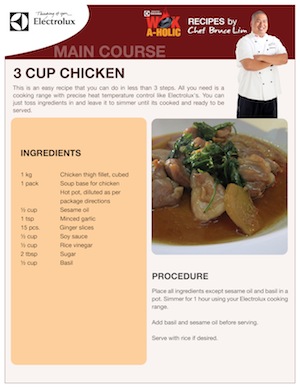 Thinking of you
Electrolux
Electrolux
WOK
A-HOLIC
RECIPES by
Chef Bruce Lim
MAIN COURSE
3 CUP CHICKEN
This is an easy recipe that you can do in less than 3 steps. All you need is a
cooking range with precise heat temperature control like Electrolux's. You can
just toss ingredients in and leave it to simmer until its cooked and ready to be
served.
INGREDIENTS
1 kg Chicken thigh fillet, cubed
1 pack Soup base for chicken
Hot pot, diluted as per
package directions
½ cup Sesame oil
1 tsp Minced garlic
15 pcs. Ginger slices
½ cup Soy sauce
½ cup Rice vinegar
2 tbsp Sugar
½ cup Basil
PROCEDURE
Place all ingredients except sesame oil and basil in a
pot. Simmer for 1 hour using your Electrolux cooking
range.
Add basil and sesame oil before serving.
Serve with rice if desired.